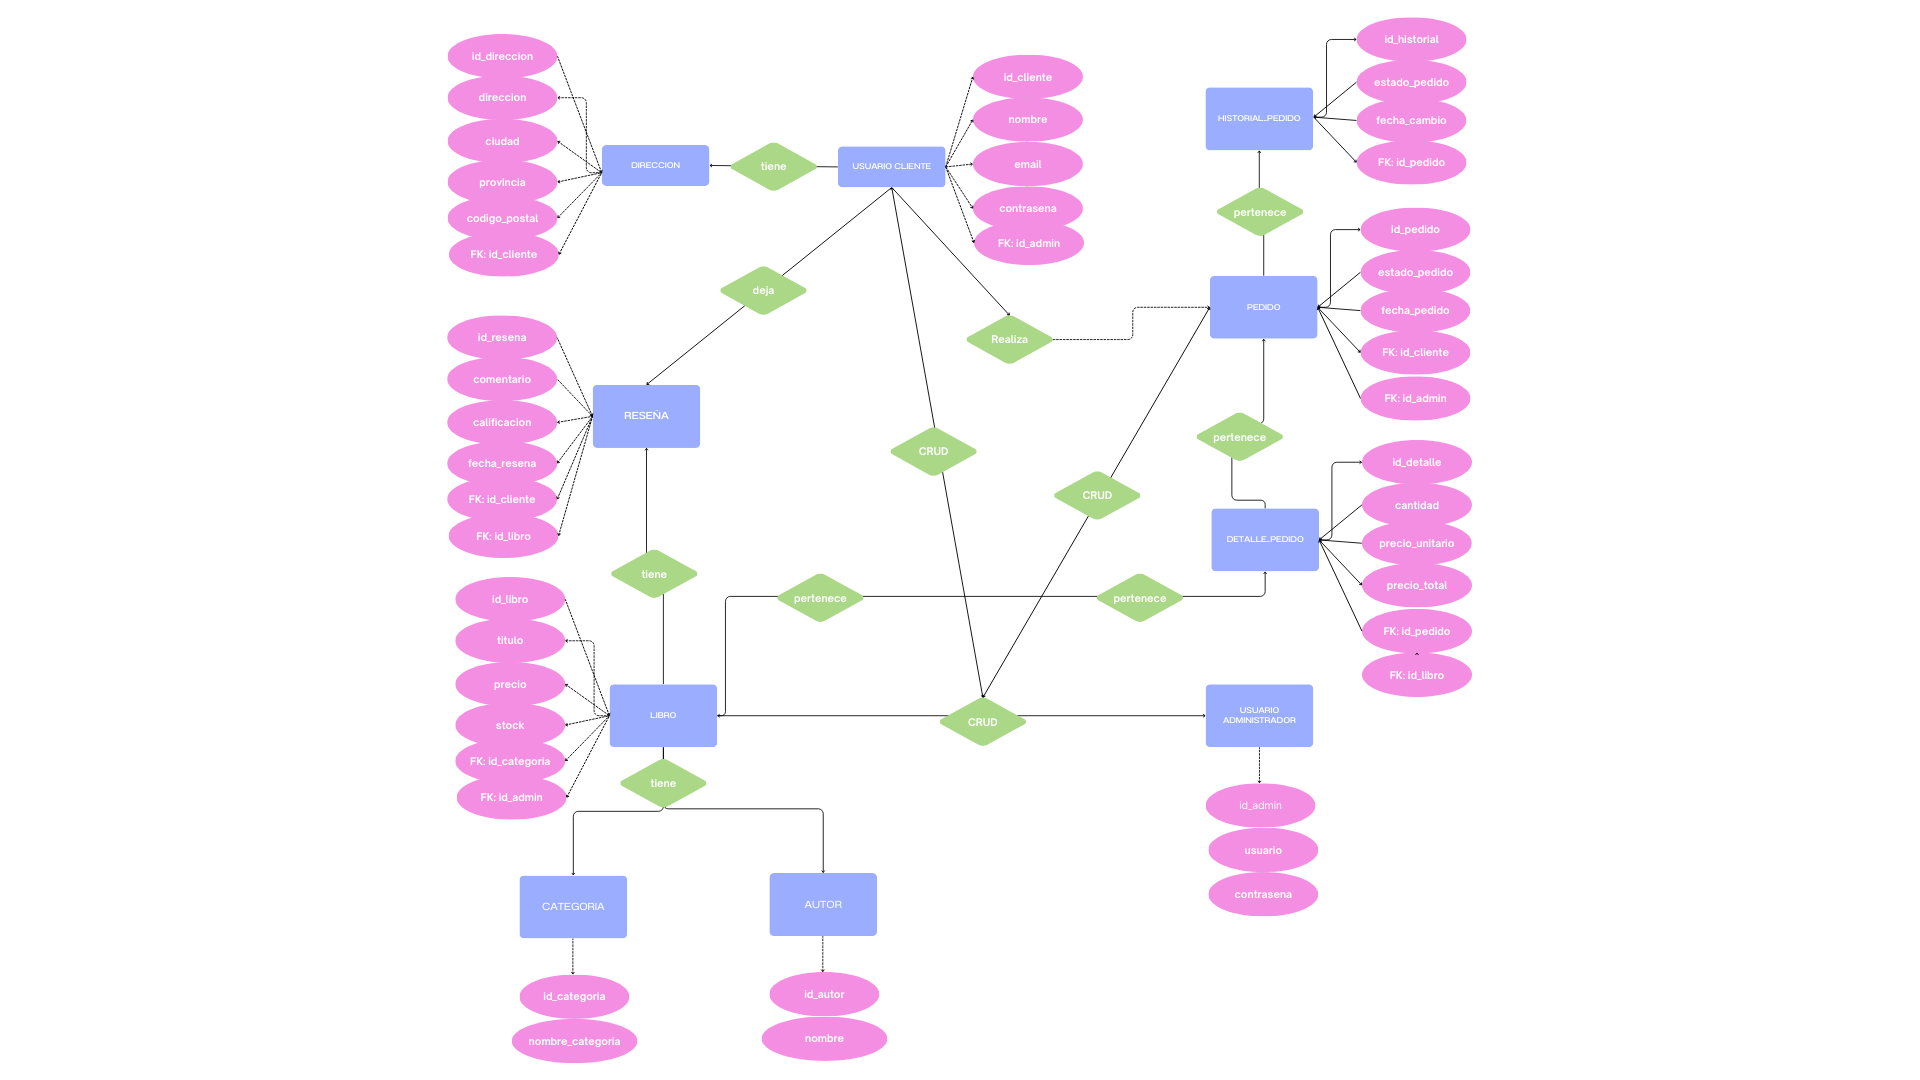 id_direccion
direccion
ciudad
provincia
codigo_postal
FK: id_cliente
DIRECCION
tiene
USUARIO CLIENTE
id_cliente
nombre
email
contrasena
FK: id_admin
HISTORIAL_PEDIDO
id_historial
estado_pedido
fecha_cambio
FK: id_pedido
pertenece
deja
Realiza
PEDIDO
id_pedido
estado_pedido
fecha_pedido
FK: id_cliente
FK: id_admin
id_resena
comentario
calificacion
fecha_resena
FK: id_cliente
FK: id_libro
RESEÑA
CRUD
CRUD
pertenece
DETALLE_PEDIDO
id_detalle
cantidad
precio_unitario
precio_total
FK: id_pedido
FK: id_libro
tiene
pertenece
pertenece
id_libro
titulo
precio
stock
FK: id_categoria
FK: id_admin
LIBRO
CRUD
USUARIO
ADMINISTRADOR
tiene
id_admin
usuario
contrasena
CATEGORIA
AUTOR
id_categoria
nombre_categoria
id_autor
nombre